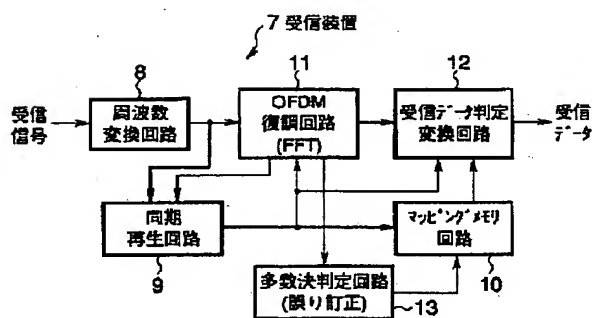 7 受信装置
8
11
12
受信
信号
周波数
変換回路
OFDM
復調回路
(FFT)
受信データ判定
変換回路
受信
データ
同期
再生回路
マッピングメモリ
回路
9
多数決判定回路
(誤り訂正)
10
13